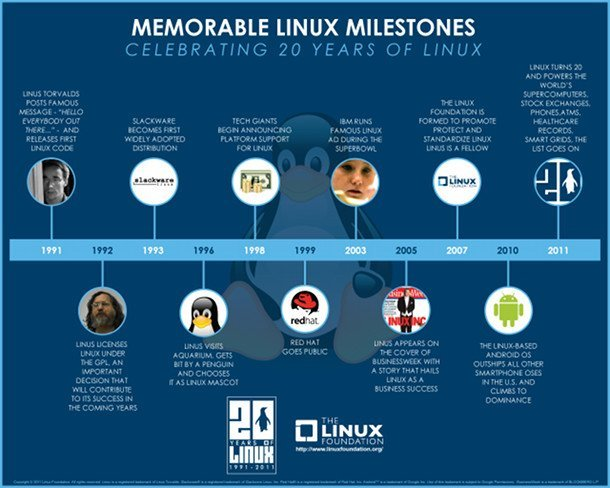 MEMORABLE LINUX MILESTONES
CELEBRATING 20 YEARS OF LINUX
LINUS TORVALDS
POSTS FAMOUS
MESSAGE - "HELLO
EVERYBODY OUT
THERE..." - AND
RELEASES FIRST
LINUX CODE
SLACKWARE
BECOMES FIRST
WIDELY ADOPTED
DISTRIBUTION
TECH GIANTS
BEGIN ANNOUNCING
PLATFORM SUPPORT
FOR LINUX
IBM RUNS
FAMOUS LINUX
AD DURING THE
SUPERBOWL
THE LINUX
FOUNDATION IS
FORMED TO PROMOTE
PROTECT AND
STANDARDIZE LINUX
LINUS IS A FELLOW
LINUX TURNS 20
AND POWERS THE
WORLD'S
SUPERCOMPUTERS,
STOCK EXCHANGES,
PHONES,ATMS,
HEALTHCARE
RECORDS,
SMART GRIDS, THE
LIST GOES ON
slackware
linux
THE
LINUX
FOUNDATION
1991 1992 1993 1996 1998 1999 2003 2005 2007 2010 2011
redhat.
LINUX, INC
LINUS LICENSES
LINUX UNDER
THE GPL, AN
IMPORTANT
DECISION THAT
WILL CONTRIBUTE
TO ITS SUCCESS IN
THE COMING YEARS
LINUS VISITS
AQUARIUM, GETS
BIT BY A PENGUIN
AND CHOOSES
IT AS LINUX MASCOT
RED HAT
GOES PUBLIC
LINUS APPEARS ON
THE COVER OF
BUSINESSWEEK WITH
A STORY THAT HAILS
LINUX AS A
BUSINESS SUCCESS
THE LINUX-BASED
ANDROID OS
OUTSHIPS ALL OTHER
SMARTPHONE OSES
IN THE U.S. AND
CLIMBS TO
DOMINANCE
20
YEARS OF
LINUX
1991-2011
THE
LINUX
FOUNDATION
http://www.linuxfoundation.org/